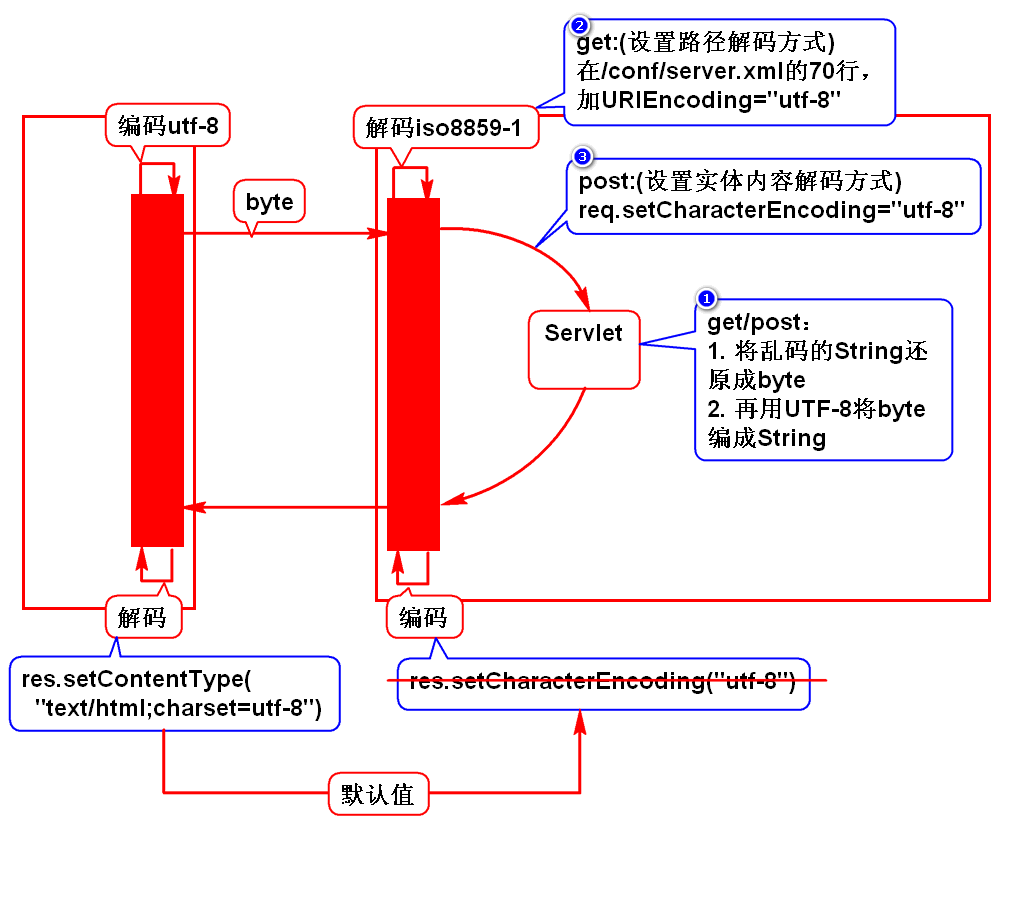 ②
get:(设置路径解码方式)
在/conf/server.xml的70行，
加URIEncoding="utf-8"
编码utf-8
解码iso8859-1
③
post:(设置实体内容解码方式)
req.setCharacterEncoding="utf-8"
byte
①
get/post：
1. 将乱码的String还
原成byte
2. 再用UTF-8将byte
编成String
Servlet
解码
编码
res.setContentType(
"text/html;charset=utf-8")
res.setCharacterEncoding("utf-8")
默认值